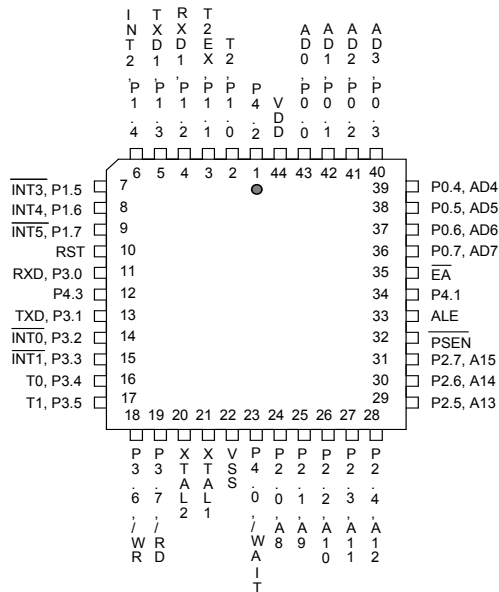 INT2, P1.4
TXD1, P1.3
RXD1, P1.2
T2EX, P1.1
T2, P1.0
P4.2
VDD
AD0, P0.0
AD1, P0.1
AD2, P0.2
AD3, P0.3
6 5 4 3 2 1 44 43 42 41 40
INT3, P1.5 7
INT4, P1.6 8
INT5, P1.7 9
RST 10
RXD, P3.0 11
P4.3 12
TXD, P3.1 13
INT0, P3.2 14
INT1, P3.3 15
T0, P3.4 16
T1, P3.5 17
39 P0.4, AD4
38 P0.5, AD5
37 P0.6, AD6
36 P0.7, AD7
35 EA
34 P4.1
33 ALE
32 PSEN
31 P2.7, A15
30 P2.6, A14
29 P2.5, A13
18 19 20 21 22 23 24 25 26 27 28
P3.6, /WR
P3.7, /RD
XTAL2
XTAL1
VSS
P4.0, /WAIT
P2.0, A8
P2.1, A9
P2.2, A10
P2.3, A11
P2.4, A12